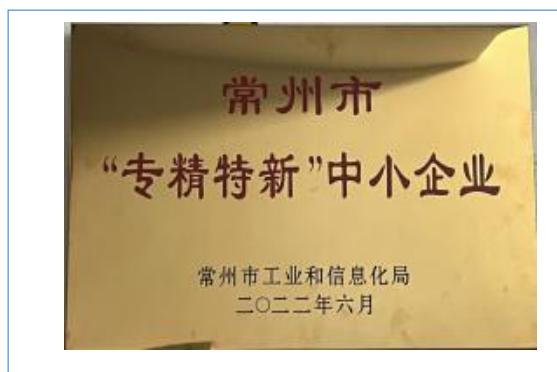 常州市
“专精特新”中小企业
常州市工业和信息化局
二〇二二年六月